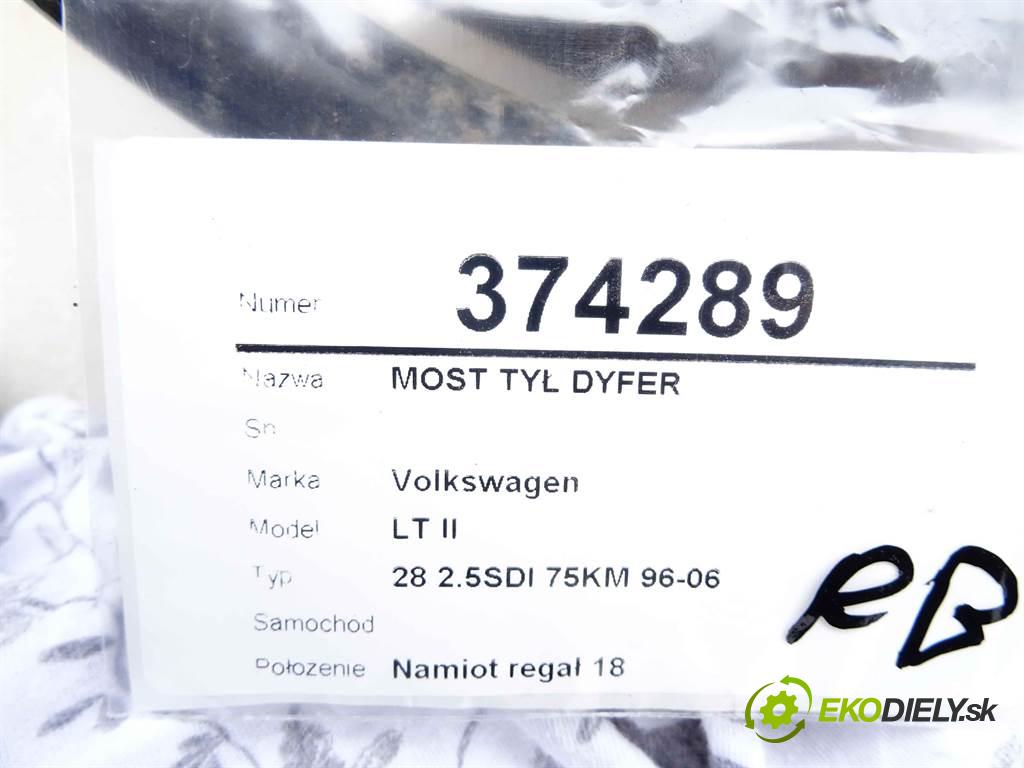 Numer 374289
Nazwa MOST TYŁ DYFER
Sn
Marka Volkswagen
Model LT II
Typ 28 2.5SDI 75KM 96-06
Samochód
Położenie Namiot regał 18
RB
EKODIELY.sk